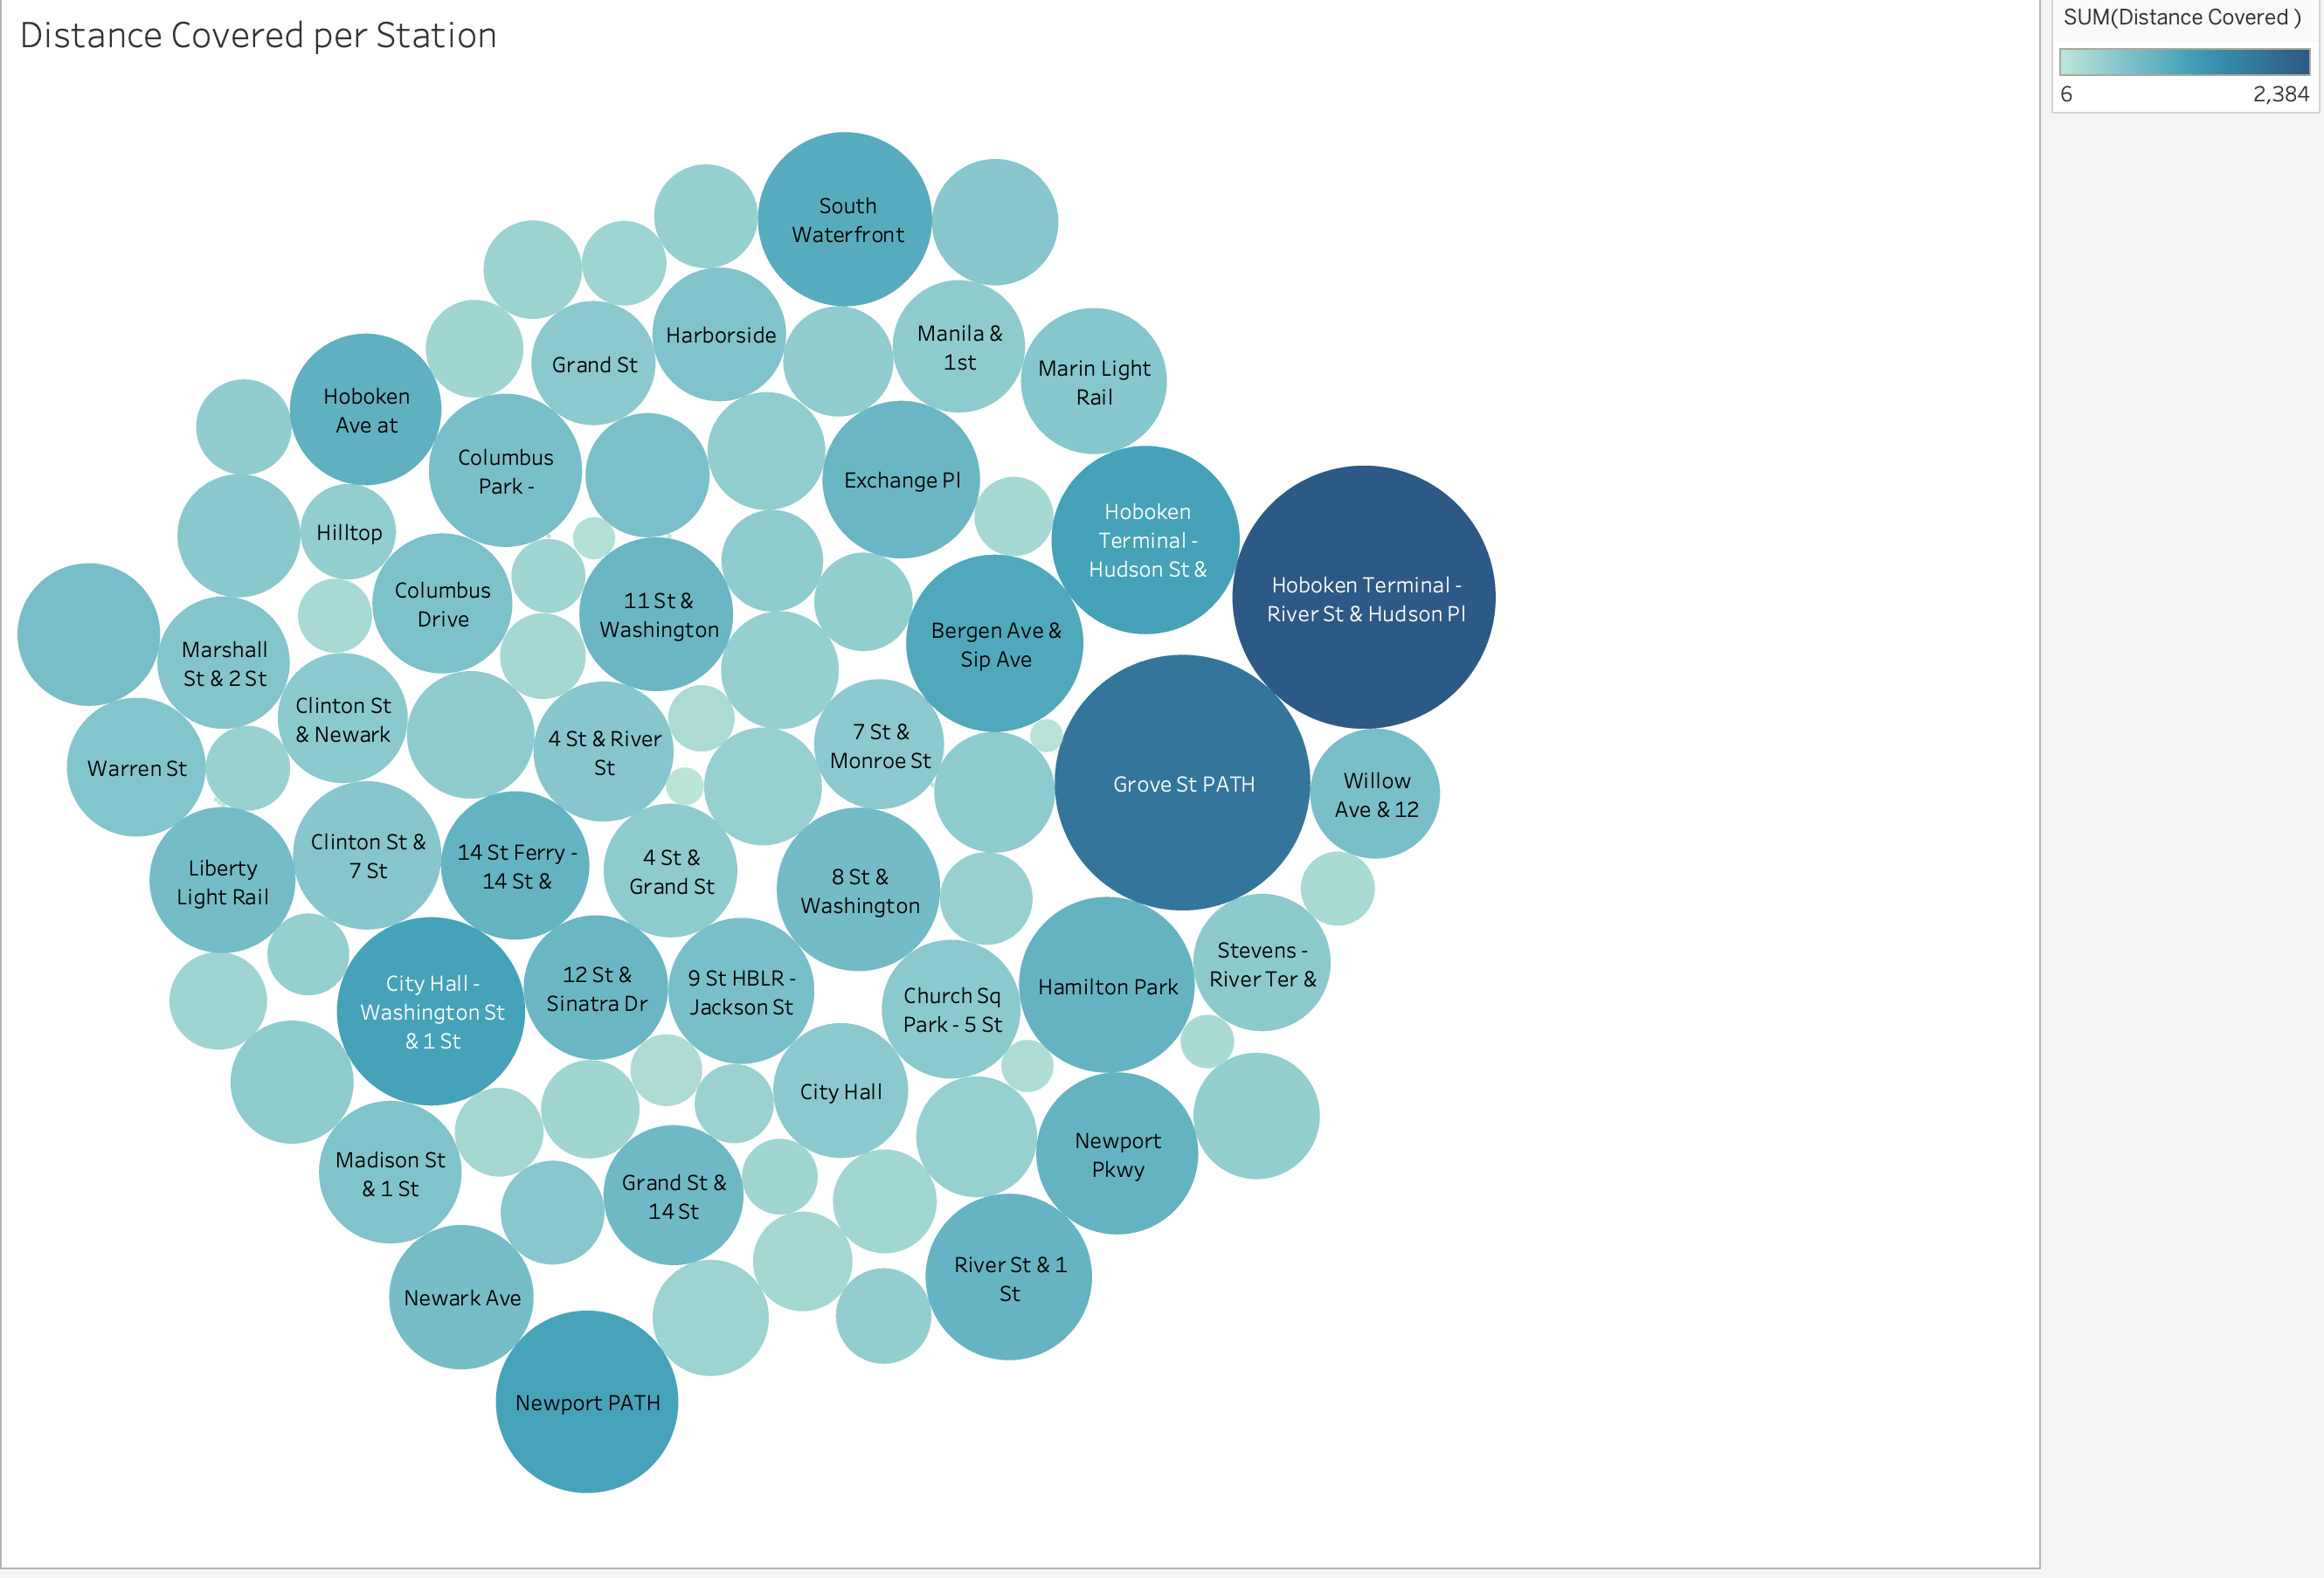 Distance Covered per Station
SUM(Distance Covered )
6
2,384
South
Waterfront
Harborside
Manila &
1st
Grand St
Marin Light
Rail
Hoboken
Ave at
Columbus
Park -
Exchange Pl
Hoboken
Terminal -
Hudson St &
Hilltop
Hoboken Terminal -
River St & Hudson Pl
Columbus
Drive
11 St &
Washington
Bergen Ave &
Sip Ave
Marshall
St & 2 St
Clinton St
& Newark
4 St & River
St
7 St &
Monroe St
Warren St
Grove St PATH
Willow
Ave & 12
Liberty
Light Rail
Clinton St &
7 St
14 St Ferry -
14 St &
4 St &
Grand St
8 St &
Washington
Stevens -
River Ter &
City Hall -
Washington St
& 1 St
12 St &
Sinatra Dr
9 St HBLR -
Jackson St
Church Sq
Park - 5 St
Hamilton Park
City Hall
Madison St
& 1 St
Grand St &
14 St
Newport
Pkwy
River St & 1
St
Newark Ave
Newport PATH